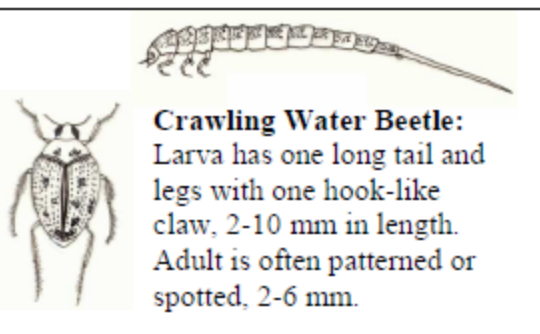 Crawling Water Beetle:
Larva has one long tail and
legs with one hook-like
claw, 2-10 mm in length.
Adult is often patterned or
spotted, 2-6 mm.